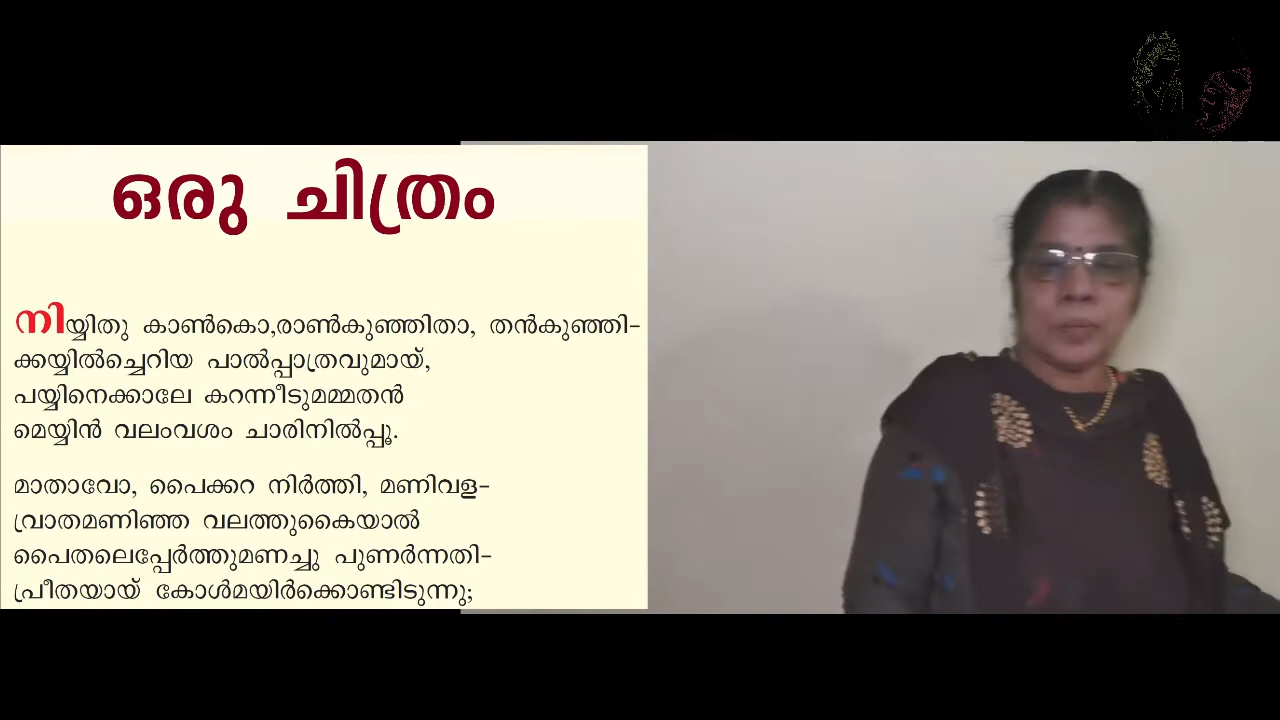 ഒരു ചിത്രം
നിയ്യിതു കാൺകൊ,രാൺകുഞ്ഞിതാ, തൻകുഞ്ഞി-
ക്കയ്യിൽച്ചെറിയ പാൽപ്പാത്രവുമായ്,
പയ്യിനെക്കാലേ കറന്നീടുമമ്മതൻ
മെയ്യിൻ വലംവശം ചാരിനിൽപ്പൂ.
മാതാവോ, പൈക്കറ നിർത്തി, മണിവള-
വ്രാതമണിഞ്ഞ വലത്തുകൈയാൽ
പൈതലെപ്പേർത്തുമണച്ചു പുണർന്നതി-
പ്രീതയായ് കോൾമയിർക്കൊണ്ടിടുന്നു;